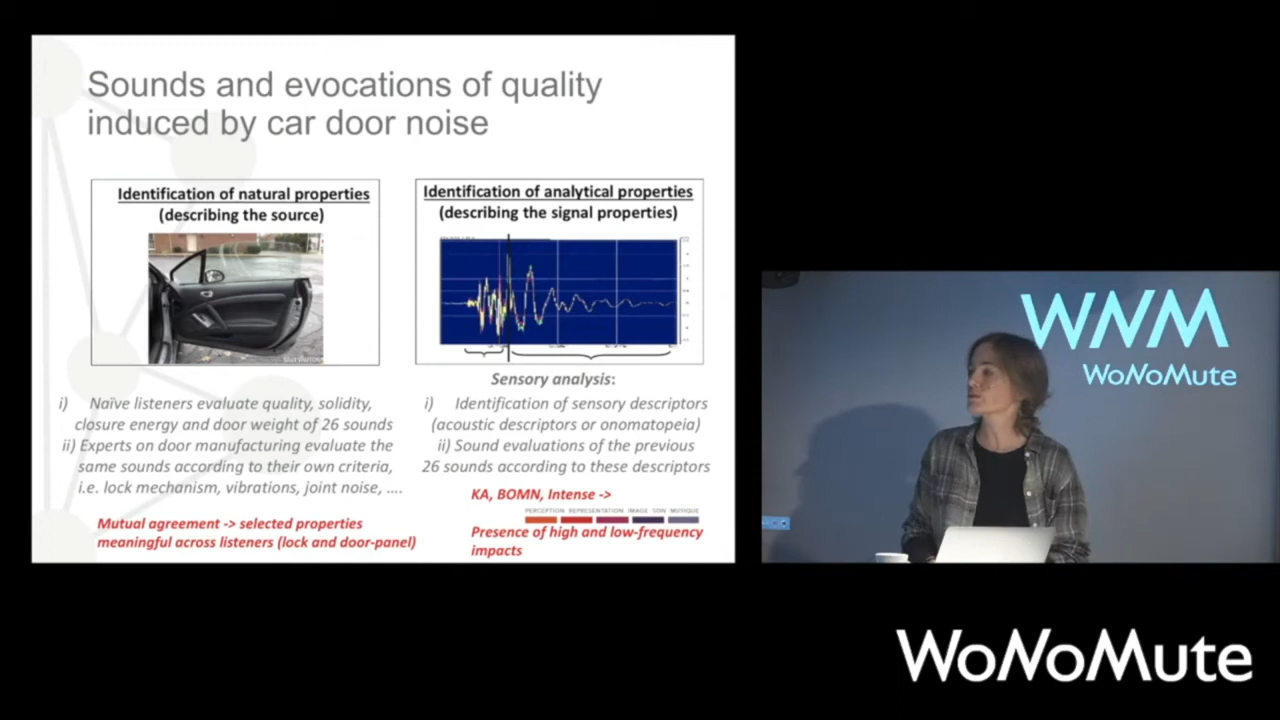 Sounds and evocations of quality
induced by car door noise
Identification of natural properties
(describing the source)
Identification of analytical properties
(describing the signal properties)
Sensory analysis:
i) Naïve listeners evaluate quality, solidity,
closure energy and door weight of 26 sounds
ii) Experts on door manufacturing evaluate the
same sounds according to their own criteria,
i.e. lock mechanism, vibrations, joint noise, ....
Mutual agreement -> selected properties
meaningful across listeners (lock and door-panel)
i) Identification of sensory descriptors
(acoustic descriptors or onomatopeia)
ii) Sound evaluations of the previous
26 sounds according to these descriptors
KA, BOMN, Intense ->
PERCEPTION REPRESENTATION IMAGE SON MUSIQUE
Presence of high and low-frequency
impacts
WNM
WoNoMute
WoNoMute